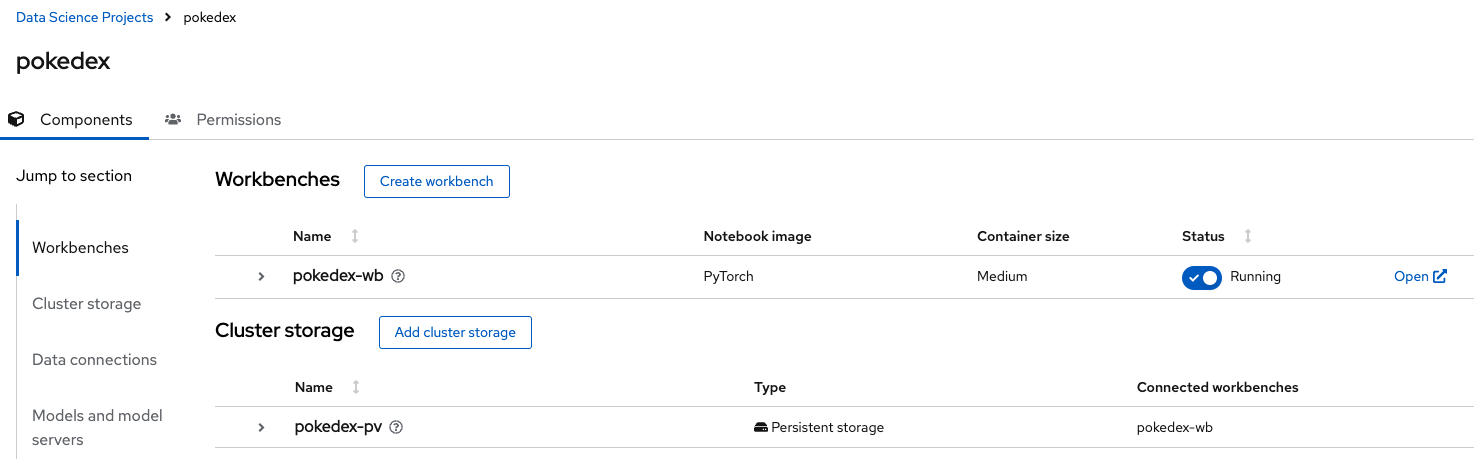 Data Science Projects > pokedex
pokedex
Components Permissions
Jump to section
Workbenches
Cluster storage
Data connections
Models and model
servers
Workbenches Create workbench
Name Notebook image Container size Status
pokedex-wb PyTorch Medium Running Open
Cluster storage Add cluster storage
Name Type Connected workbenches
pokedex-pv Persistent storage pokedex-wb